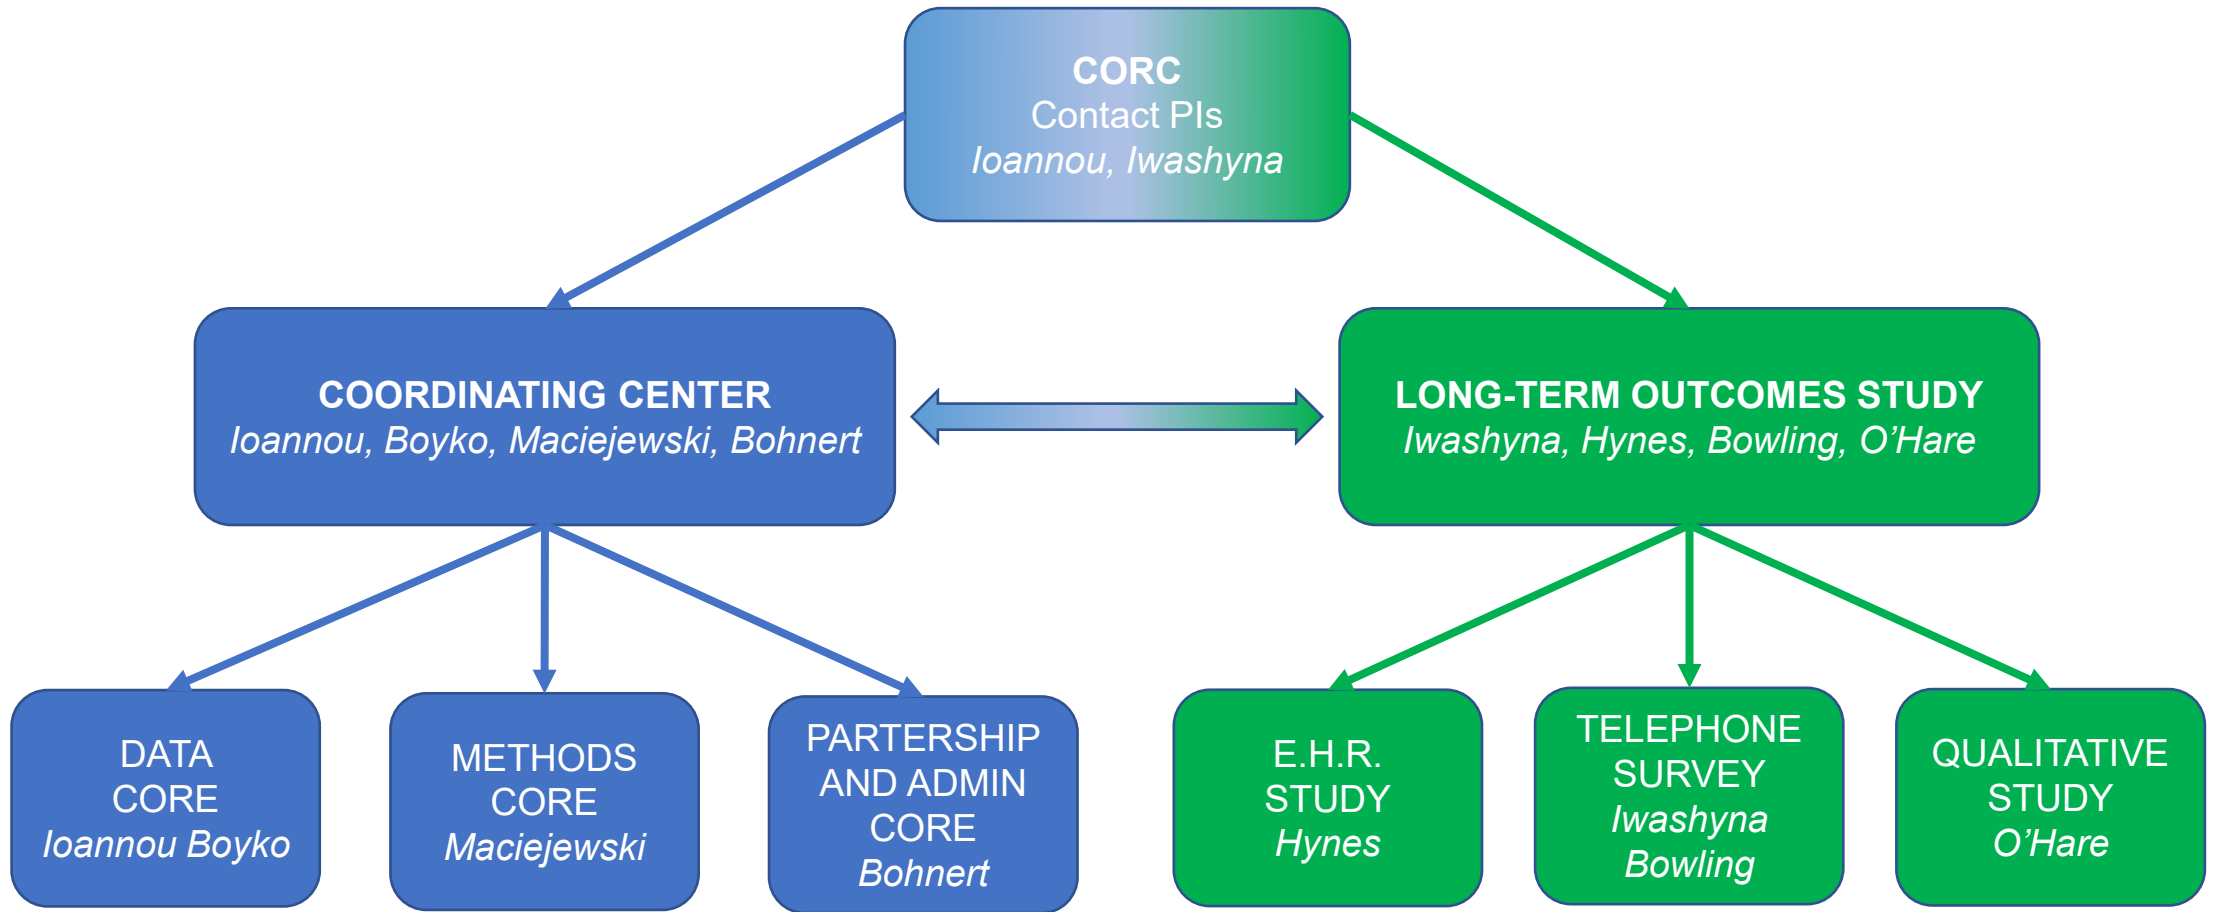 CORC
Contact PIs
Ioannou, Iwashyna
COORDINATING CENTER
Ioannou, Boyko, Maciejewski, Bohnert
LONG-TERM OUTCOMES STUDY
Iwashyna, Hynes, Bowling, O’Hare
DATA
CORE
Ioannou Boyko
METHODS
CORE
Maciejewski
PARTERSHIP
AND ADMIN
CORE
Bohnert
E.H.R.
STUDY
Hynes
TELEPHONE
SURVEY
Iwashyna
Bowling
QUALITATIVE
STUDY
O’Hare